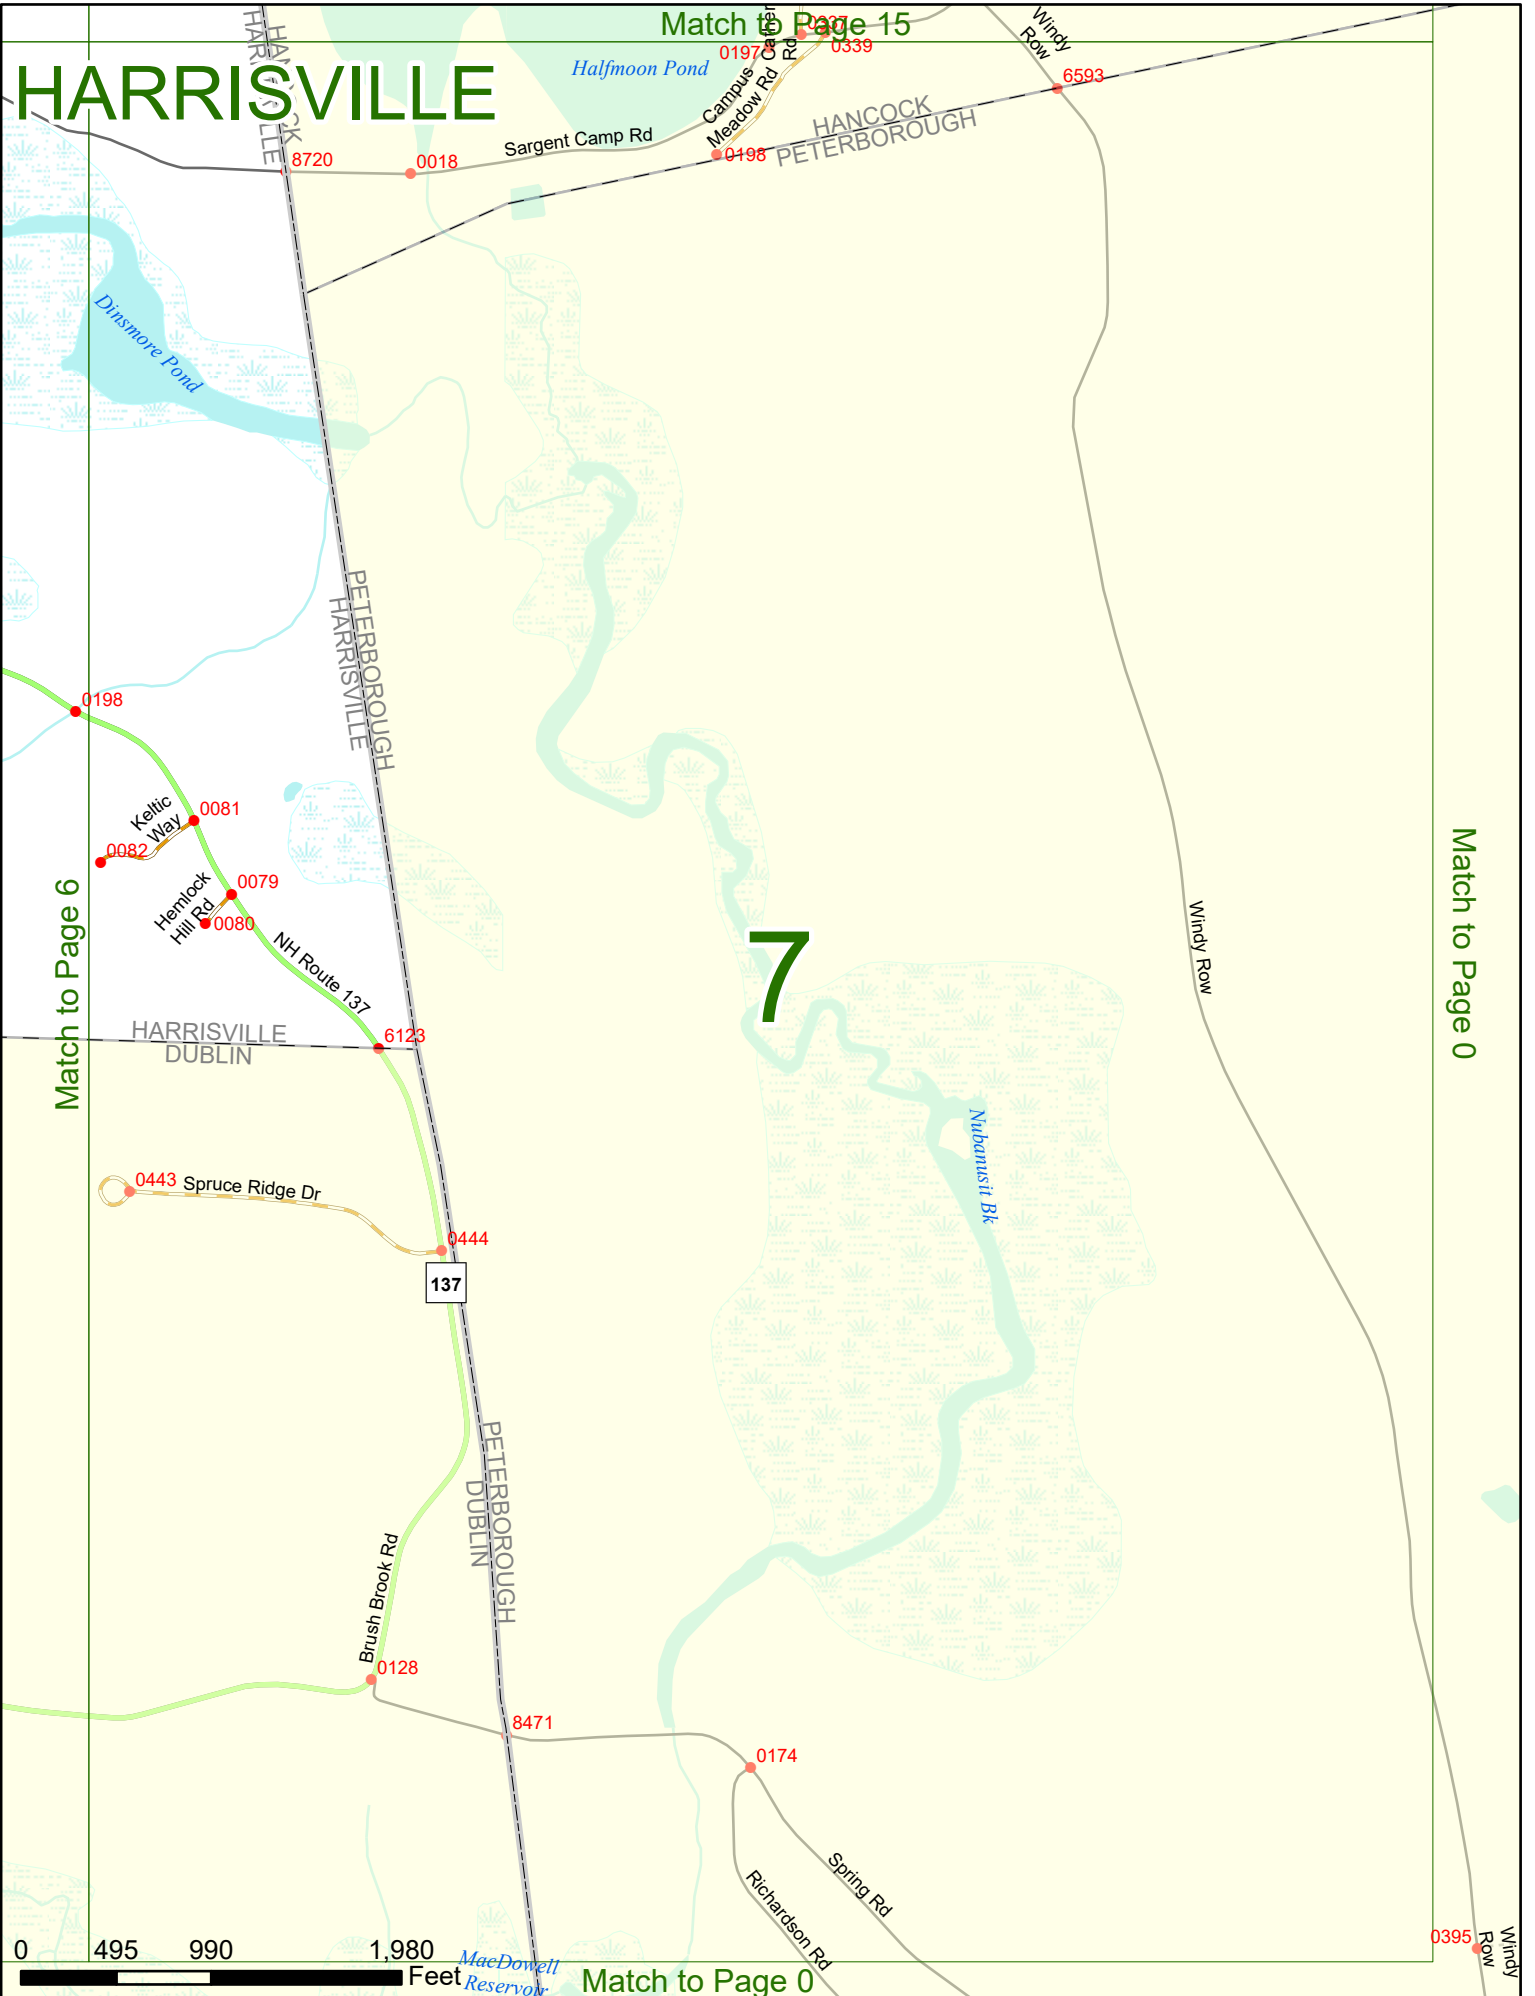 Match to Page 15
HARRISVILLE
HANCOCK
HARRISVILLE
Halfmoon Pond
0197
Rd
0337
0339
Windy
Row
6593
Campus
Meadow Rd
HANCOCK
PETERBOROUGH
8720
0018
Sargent Camp Rd
0198
Dinsmore Pond
PETERBOROUGH
HARRISVILLE
0198
Keltic
Way
0081
0082
0079
Hemlock
Hill Rd
0080
NH Route 137
Match to Page 6
7
Windy Row
Match to Page 0
HARRISVILLE
DUBLIN
6123
Nubanusit Bk
0443
Spruce Ridge Dr
0444
137
PETERBOROUGH
DUBLIN
Brush Brook Rd
0128
8471
0174
Spring Rd
Richardson Rd
0395
Windy
Row
0
495
990
1,980
Feet
MacDowell
Reservoir
Match to Page 0